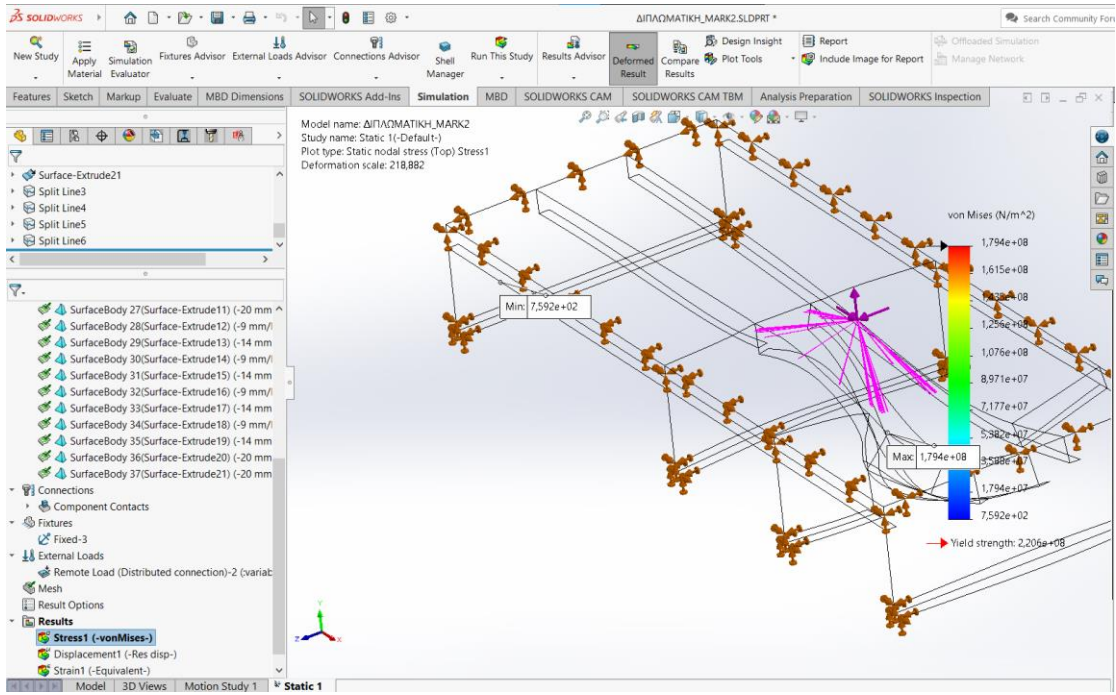 SOLIDWORKS
ΔΙΠΛΩΜΑΤΙΚΗ_MARK2.SLDPRT *
Search Community For
New Study
Apply Material
Simulation Evaluator
Fixtures Advisor
External Loads Advisor
Connections Advisor
Shell Manager
Run This Study
Results Advisor
Deformed Result
Compare Results
Design Insight
Plot Tools
Report
Include Image for Report
Offloaded Simulation
Manage Network
Features
Sketch
Markup
Evaluate
MBD Dimensions
SOLIDWORKS Add-Ins
Simulation
MBD
SOLIDWORKS CAM
SOLIDWORKS CAM TBM
Analysis Preparation
SOLIDWORKS Inspection
Surface-Extrude21
Split Line3
Split Line4
Split Line5
Split Line6
SurfaceBody 27(Surface-Extrude11) (-20 mm
SurfaceBody 28(Surface-Extrude12) (-9 mm/
SurfaceBody 29(Surface-Extrude13) (-14 mm
SurfaceBody 30(Surface-Extrude14) (-9 mm/
SurfaceBody 31(Surface-Extrude15) (-14 mm
SurfaceBody 32(Surface-Extrude16) (-9 mm/
SurfaceBody 33(Surface-Extrude17) (-14 mm
SurfaceBody 34(Surface-Extrude18) (-9 mm/
SurfaceBody 35(Surface-Extrude19) (-14 mm
SurfaceBody 36(Surface-Extrude20) (-20 mm
SurfaceBody 37(Surface-Extrude21) (-20 mm
Connections
Component Contacts
Fixtures
Fixed-3
External Loads
Remote Load (Distributed connection)-2 (:variab
Mesh
Result Options
Results
Stress1 (-vonMises-)
Displacement1 (-Res disp-)
Strain1 (-Equivalent-)
Model name: ΔΙΠΛΩΜΑΤΙΚΗ_MARK2
Study name: Static 1(-Default-)
Plot type: Static nodal stress (Top) Stress1
Deformation scale: 218,882
Min: 7,592e+02
Max: 1,794e+08
von Mises (N/m^2)
1,794e+08
1,615e+08
1,256e+08
1,076e+08
8,971e+07
7,177e+07
5,382e+07
1,794e+07
7,592e+02
Yield strength: 2,206e+08
Y
Z
X
Model
3D Views
Motion Study 1
Static 1